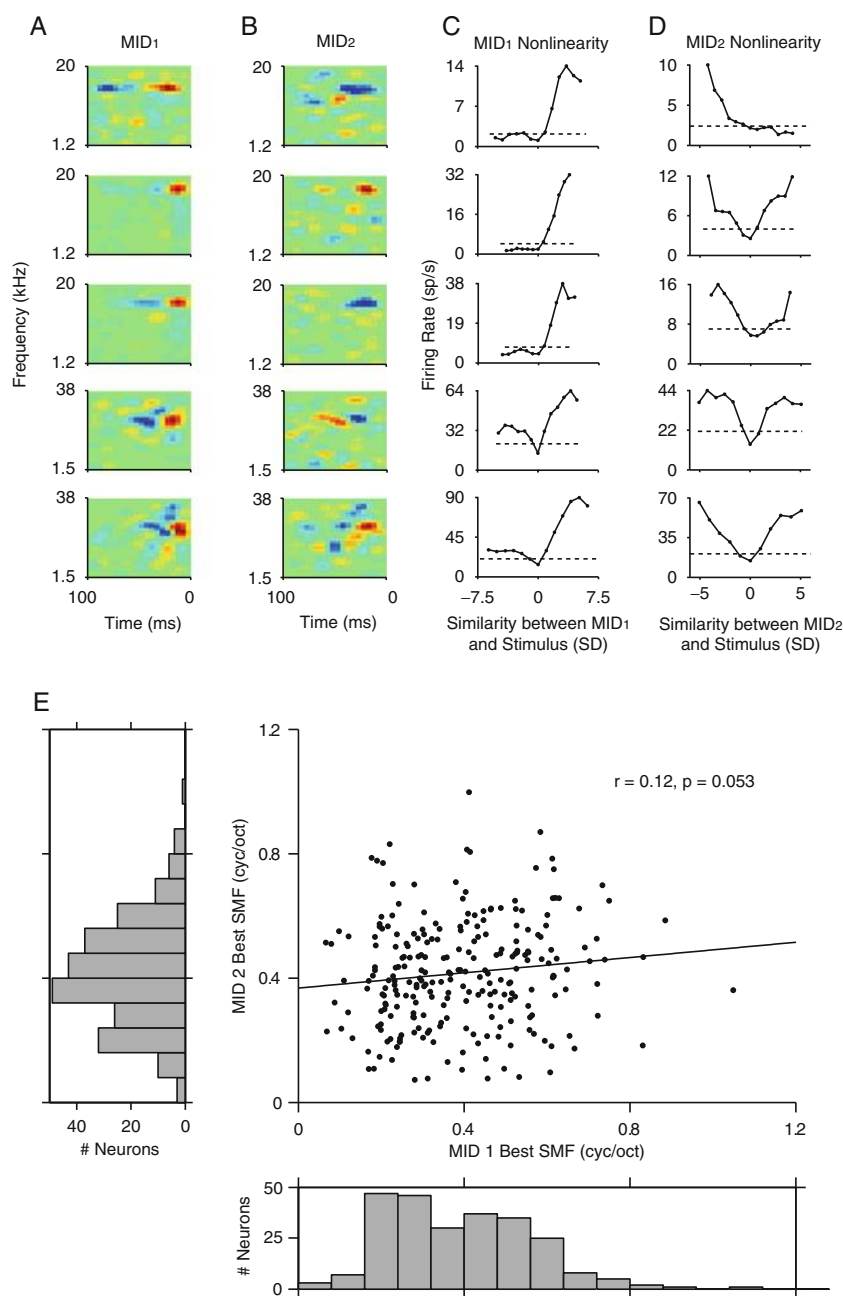 A
B
C
D
MID1
MID2
MID1 Nonlinearity
MID2 Nonlinearity
20
1.2
14
7
0
10
5
0
20
1.2
20
1.2
32
16
0
12
6
0
20
1.2
20
1.2
38
19
0
16
8
0
38
1.5
38
1.5
64
32
0
44
22
0
38
1.5
38
1.5
90
45
0
70
35
0
100 0
100 0
−7.5 0 7.5
−5 0 5
Frequency (kHz)
Firing Rate (sp/s)
Time (ms)
Time (ms)
Similarity between MID1
and Stimulus (SD)
Similarity between MID2
and Stimulus (SD)
E
40 20 0
# Neurons
1.2
0.8
0.4
0
MID 2 Best SMF (cyc/oct)
r = 0.12, p = 0.053
0 0.4 0.8 1.2
MID 1 Best SMF (cyc/oct)
50
25
0
# Neurons